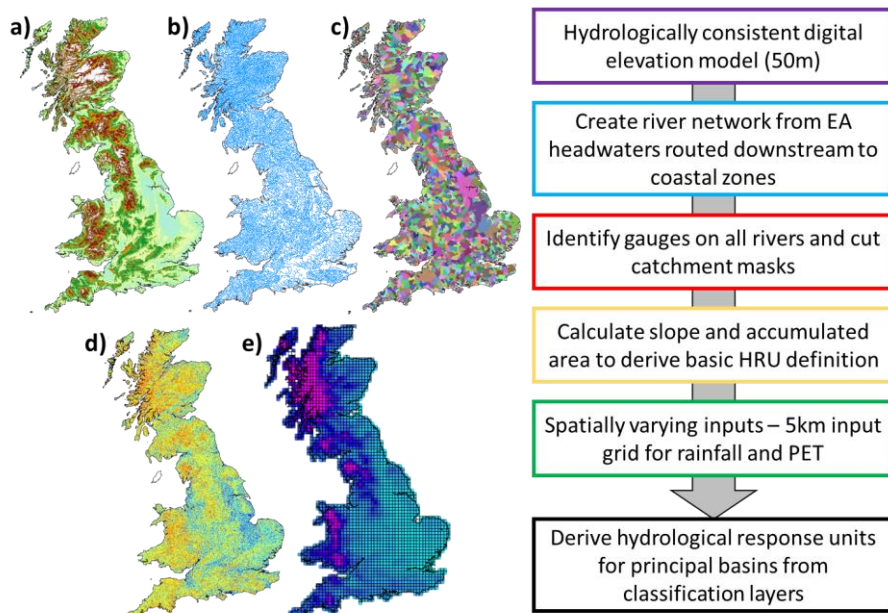 a)
b)
c)
d)
e)
Hydrologically consistent digital
elevation model (50m)
Create river network from EA
headwaters routed downstream to
coastal zones
Identify gauges on all rivers and cut
catchment masks
Calculate slope and accumulated
area to derive basic HRU definition
Spatially varying inputs – 5km input
grid for rainfall and PET
Derive hydrological response units
for principal basins from
classification layers